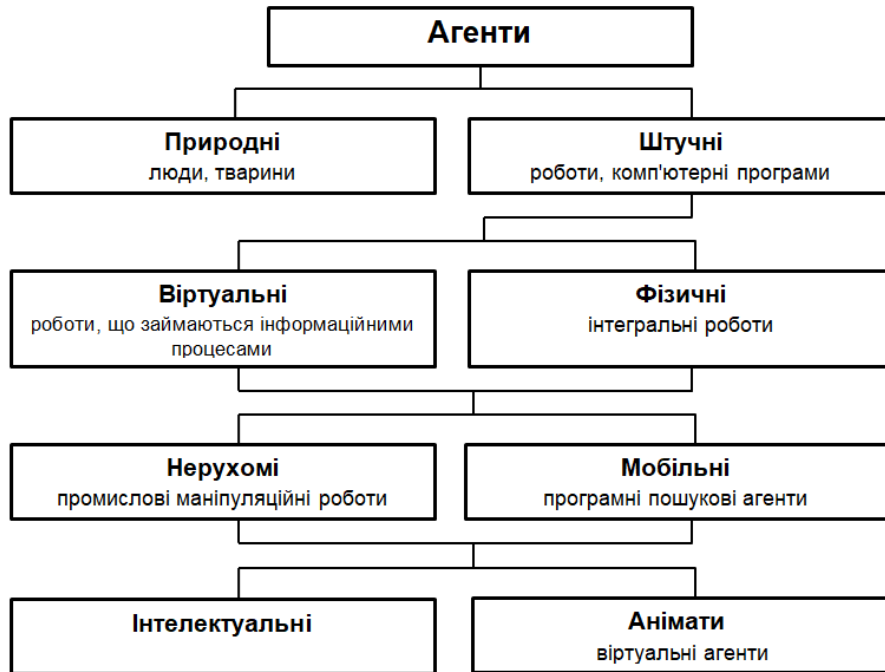 Агенти
Природні
люди, тварини
Штучні
роботи, комп'ютерні програми
Віртуальні
роботи, що займаються інформаційними
процесами
Фізичні
інтегральні роботи
Нерухомі
промислові маніпуляційні роботи
Мобільні
програмні пошукові агенти
Інтелектуальні
Анімати
віртуальні агенти